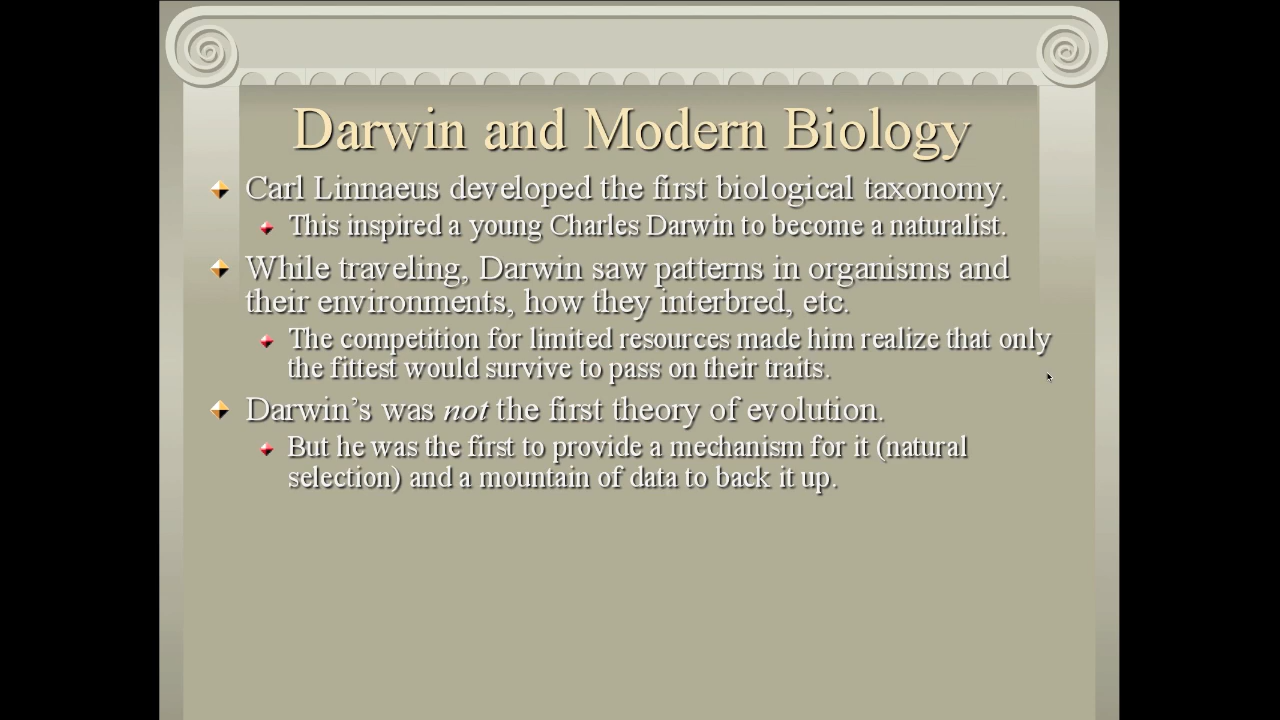 Darwin and Modern Biology
Carl Linnaeus developed the first biological taxonomy.
This inspired a young Charles Darwin to become a naturalist.
While traveling, Darwin saw patterns in organisms and
their environments, how they interbred, etc.
The competition for limited resources made him realize that only
the fittest would survive to pass on their traits.
Darwin’s was not the first theory of evolution.
But he was the first to provide a mechanism for it (natural
selection) and a mountain of data to back it up.